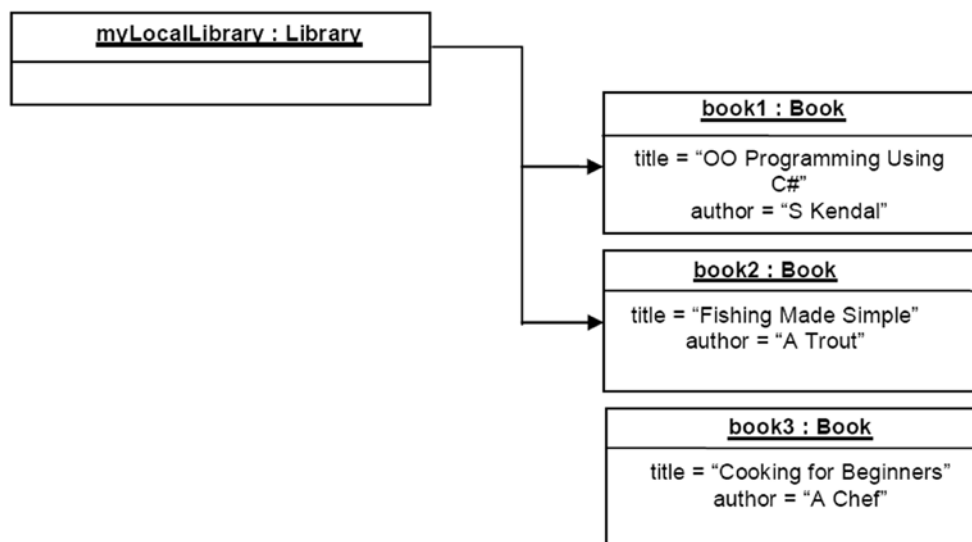 myLocalLibrary : Library
book1 : Book
title = “OO Programming Using
C#”
author = “S Kendal”
book2 : Book
title = “Fishing Made Simple”
author = “A Trout”
book3 : Book
title = “Cooking for Beginners”
author = “A Chef”